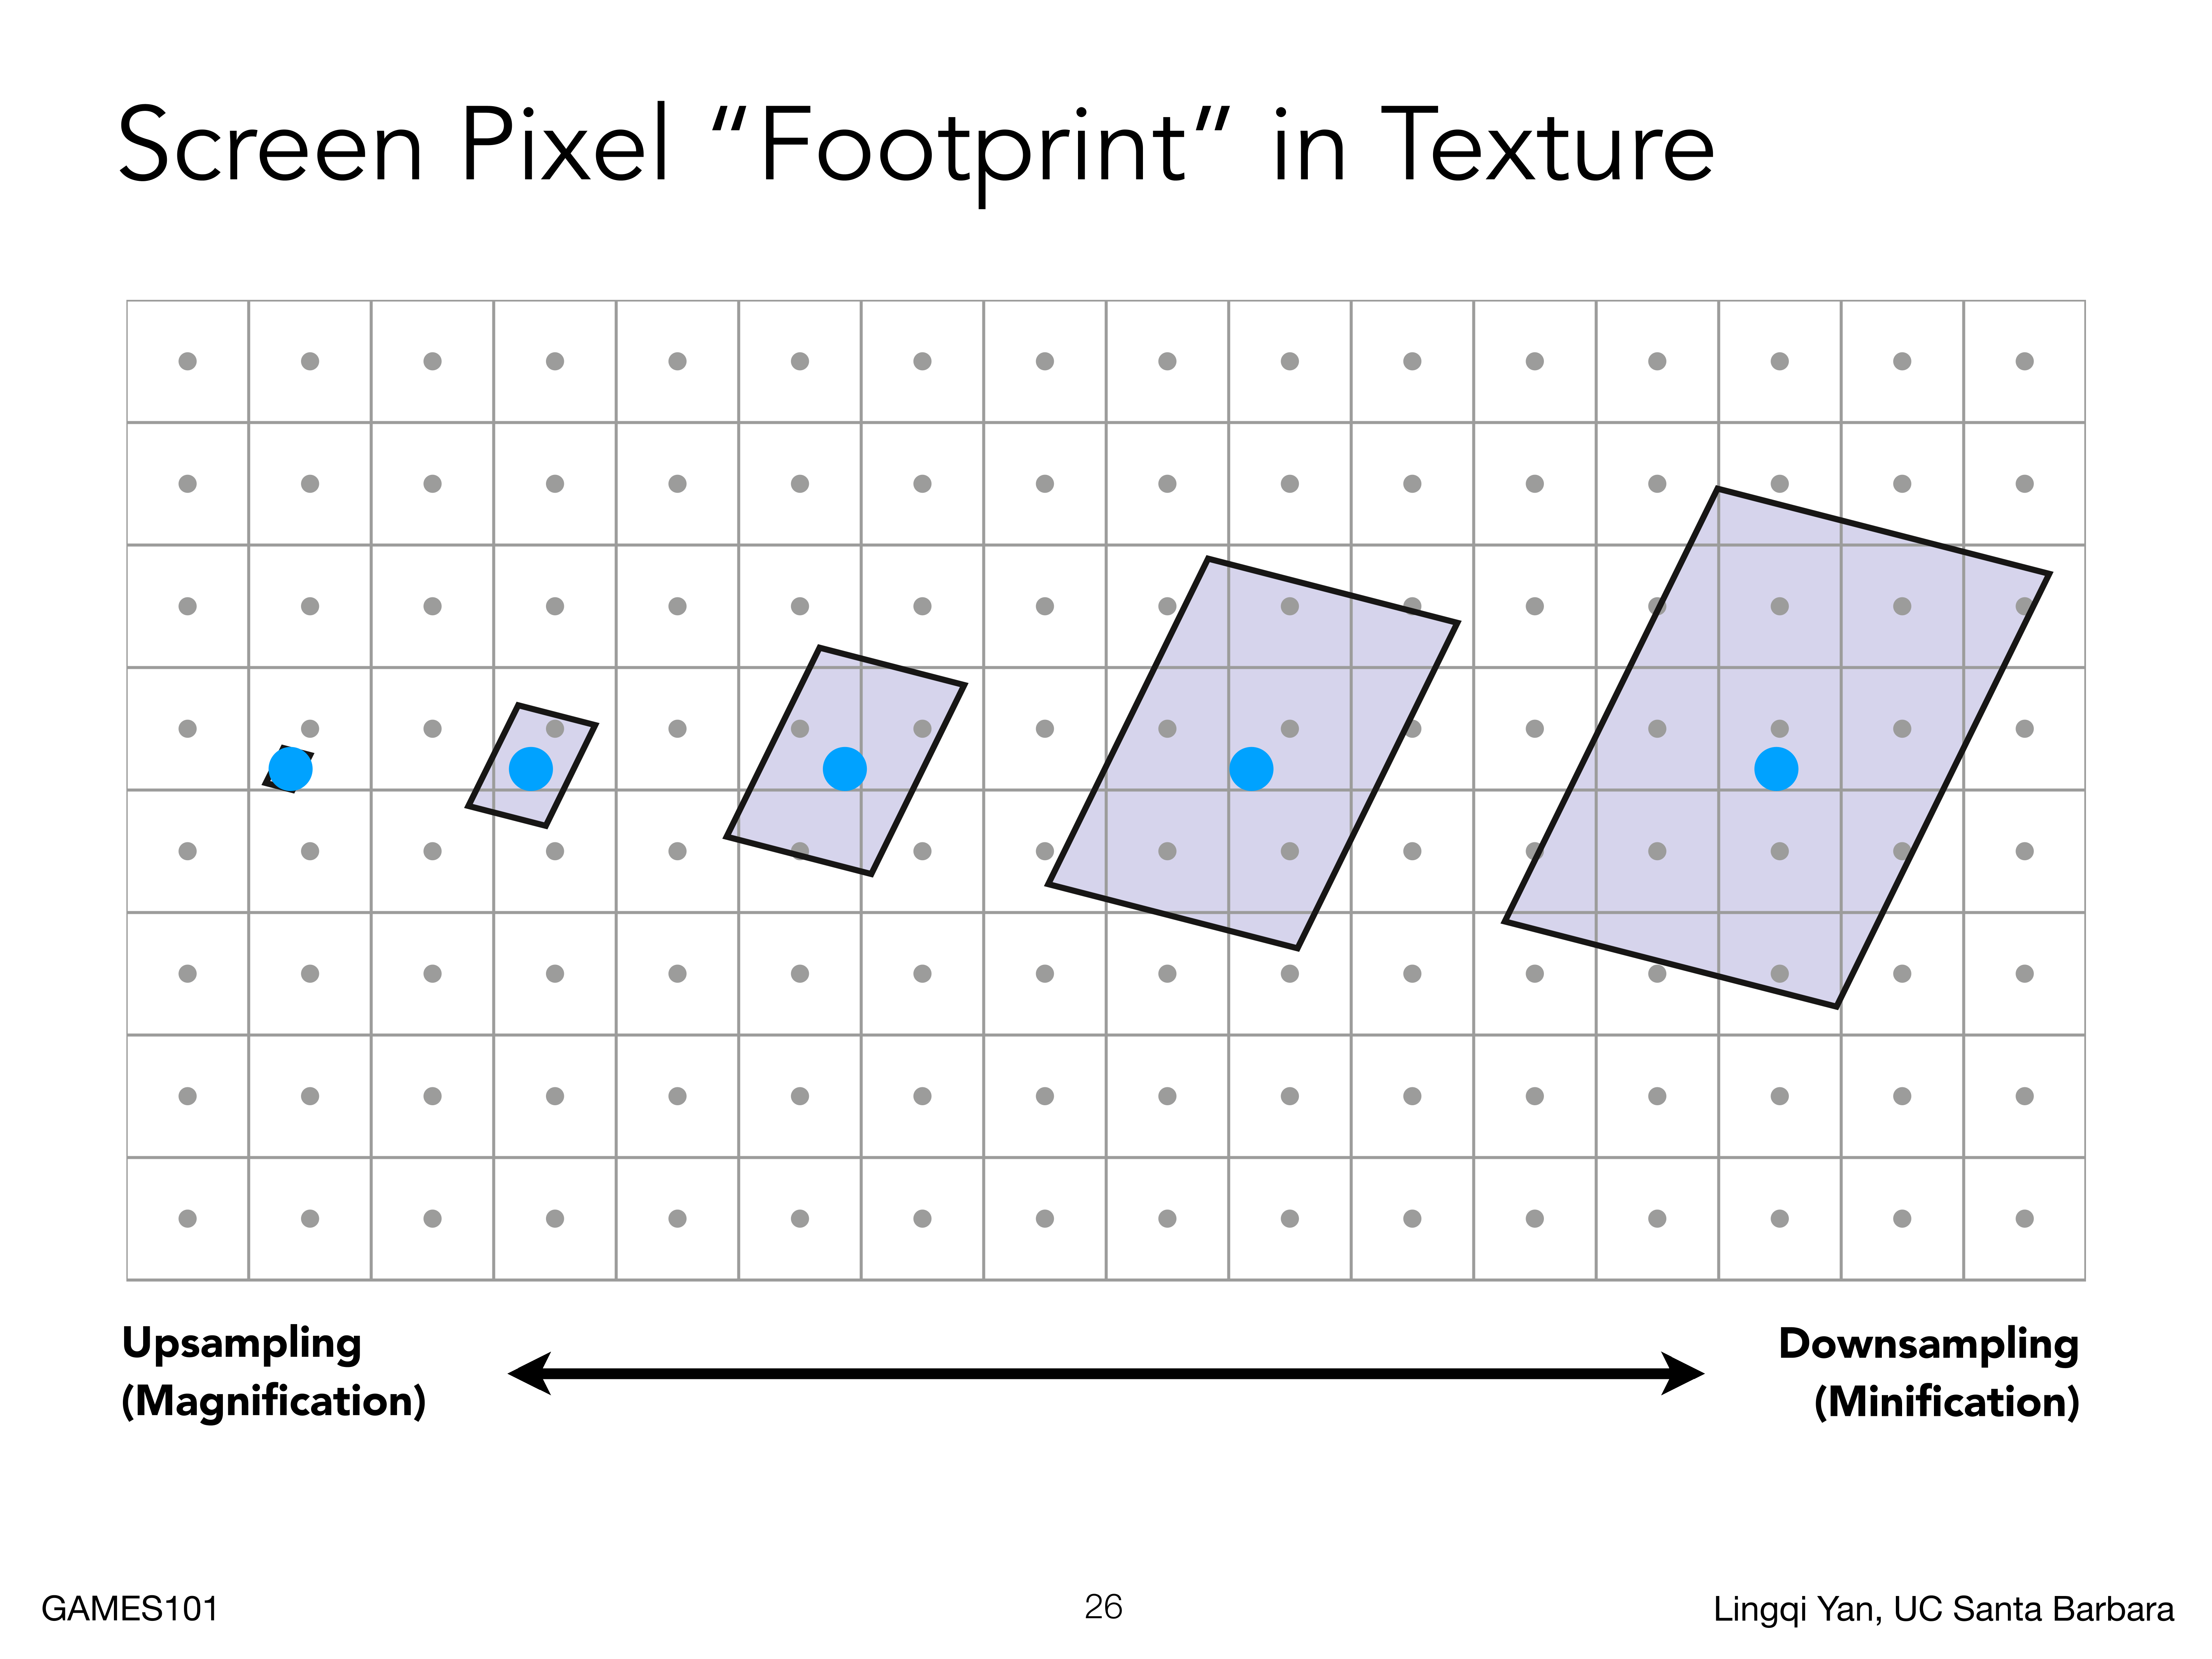 Screen Pixel “Footprint” in Texture
Upsampling
(Magnification)
Downsampling
(Minification)
GAMES101
26
Lingqi Yan, UC Santa Barbara